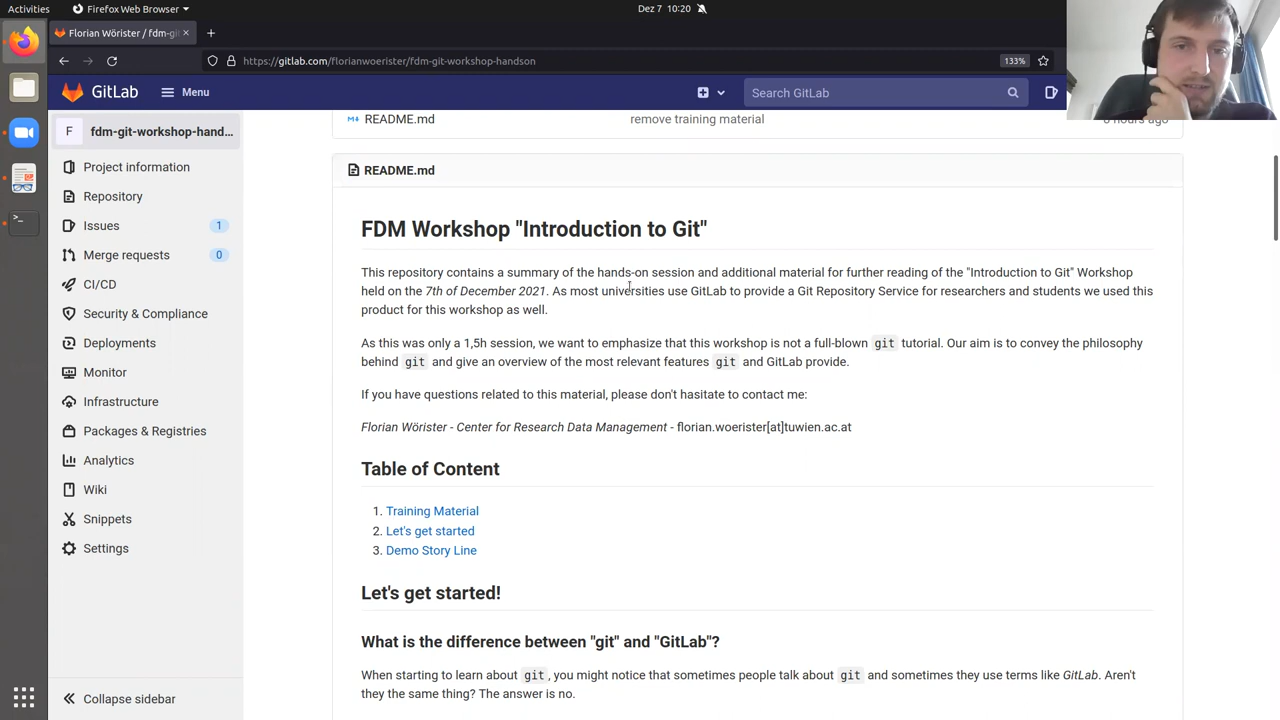 Activities
Firefox Web Browser
Dez 7 10:20
Florian Wörister / fdm-git
https://gitlab.com/florianwoerister/fdm-git-workshop-handson
133%
GitLab
Menu
Search GitLab
F
fdm-git-workshop-hand...
Project information
Repository
Issues
1
Merge requests
0
CI/CD
Security & Compliance
Deployments
Monitor
Infrastructure
Packages & Registries
Analytics
Wiki
Snippets
Settings
Collapse sidebar
README.md
remove training material
hours ago
README.md
FDM Workshop "Introduction to Git"
This repository contains a summary of the hands-on session and additional material for further reading of the "Introduction to Git" Workshop
held on the 7th of December 2021. As most universities use GitLab to provide a Git Repository Service for researchers and students we used this
product for this workshop as well.
As this was only a 1,5h session, we want to emphasize that this workshop is not a full-blown git tutorial. Our aim is to convey the philosophy
behind git and give an overview of the most relevant features git and GitLab provide.
If you have questions related to this material, please don't hasitate to contact me:
Florian Wörister - Center for Research Data Management - florian.woerister[at]tuwien.ac.at
Table of Content
1. Training Material
2. Let's get started
3. Demo Story Line
Let's get started!
What is the difference between "git" and "GitLab"?
When starting to learn about git, you might notice that sometimes people talk about git and sometimes they use terms like GitLab. Aren't
they the same thing? The answer is no.